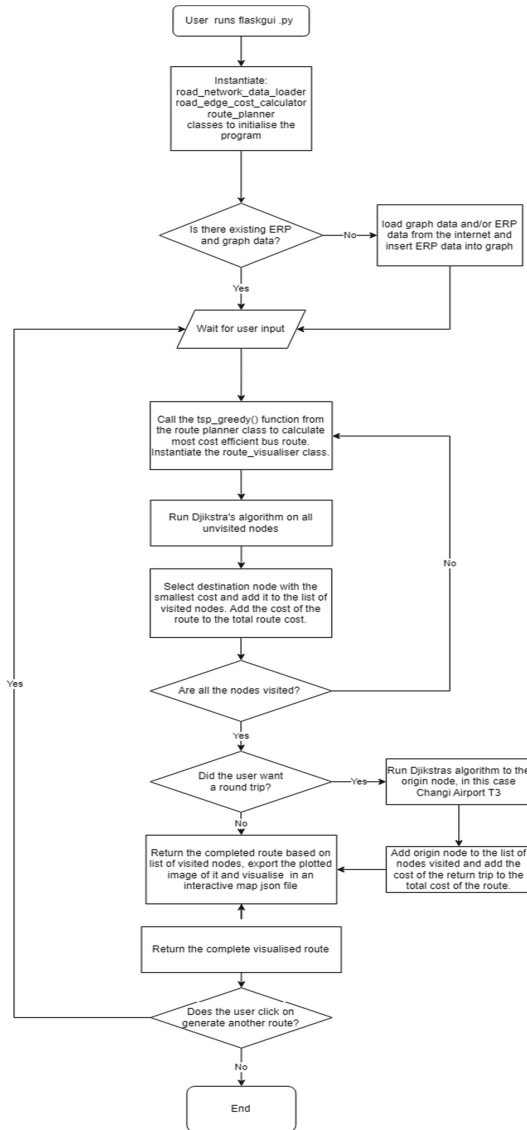 User runs flaskgui .py
Instantiate:
road_network_data_loader
road_edge_cost_calculator
route_planner
classes to initialise the
program
Is there existing ERP
and graph data?
No
load graph data and/or ERP
data from the internet and
insert ERP data into graph
Yes
Wait for user input
Call the tsp_greedy() function from
the route planner class to calculate
most cost efficient bus route.
Instantiate the route_visualiser class.
Run Djikstra's algorithm on all
unvisited nodes
No
Select destination node with the
smallest cost and add it to the list of
visited nodes. Add the cost of the
route to the total route cost.
Yes
Are all the nodes visited?
Yes
Did the user want
a round trip?
Yes
Run Djikstras algorithm to the
origin node, in this case
Changi Airport T3
No
Return the completed route based on
list of visited nodes, export the plotted
image of it and visualise in an
interactive map json file
Add origin node to the list of
nodes visited and add the
cost of the return trip to the
total cost of the route.
Return the complete visualised route
Does the user click on
generate another route?
No
End